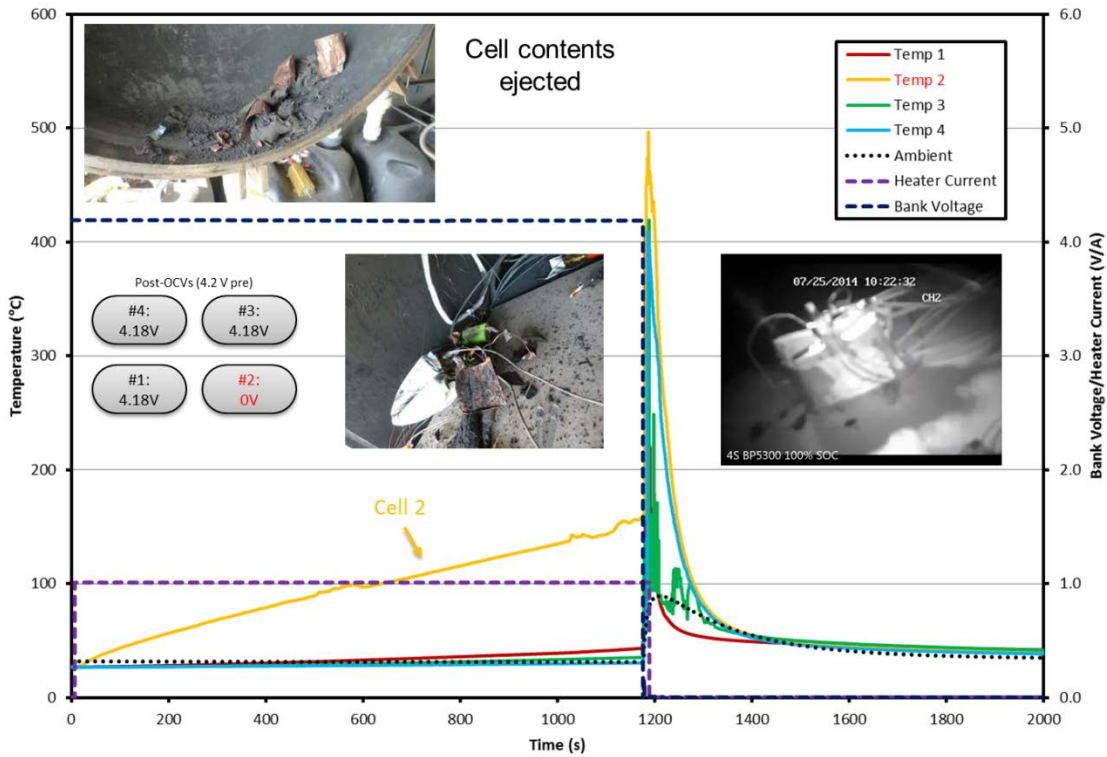 Cell contents
ejected
Temp 1
Temp 2
Temp 3
Temp 4
Ambient
Heater Current
Bank Voltage
600
500
400
300
200
100
0
Temperature (°C)
6.0
5.0
4.0
3.0
2.0
1.0
0.0
Bank Voltage/Heater Current (V/A)
Post-OCVs (4.2 V pre)
#4:
4.18V
#3:
4.18V
#1:
4.18V
#2:
0V
Cell 2
07/25/2014 10:22:32
CH2
4S BP5300 100% SOC
0
200
400
600
800
1000
1200
1400
1600
1800
2000
Time (s)